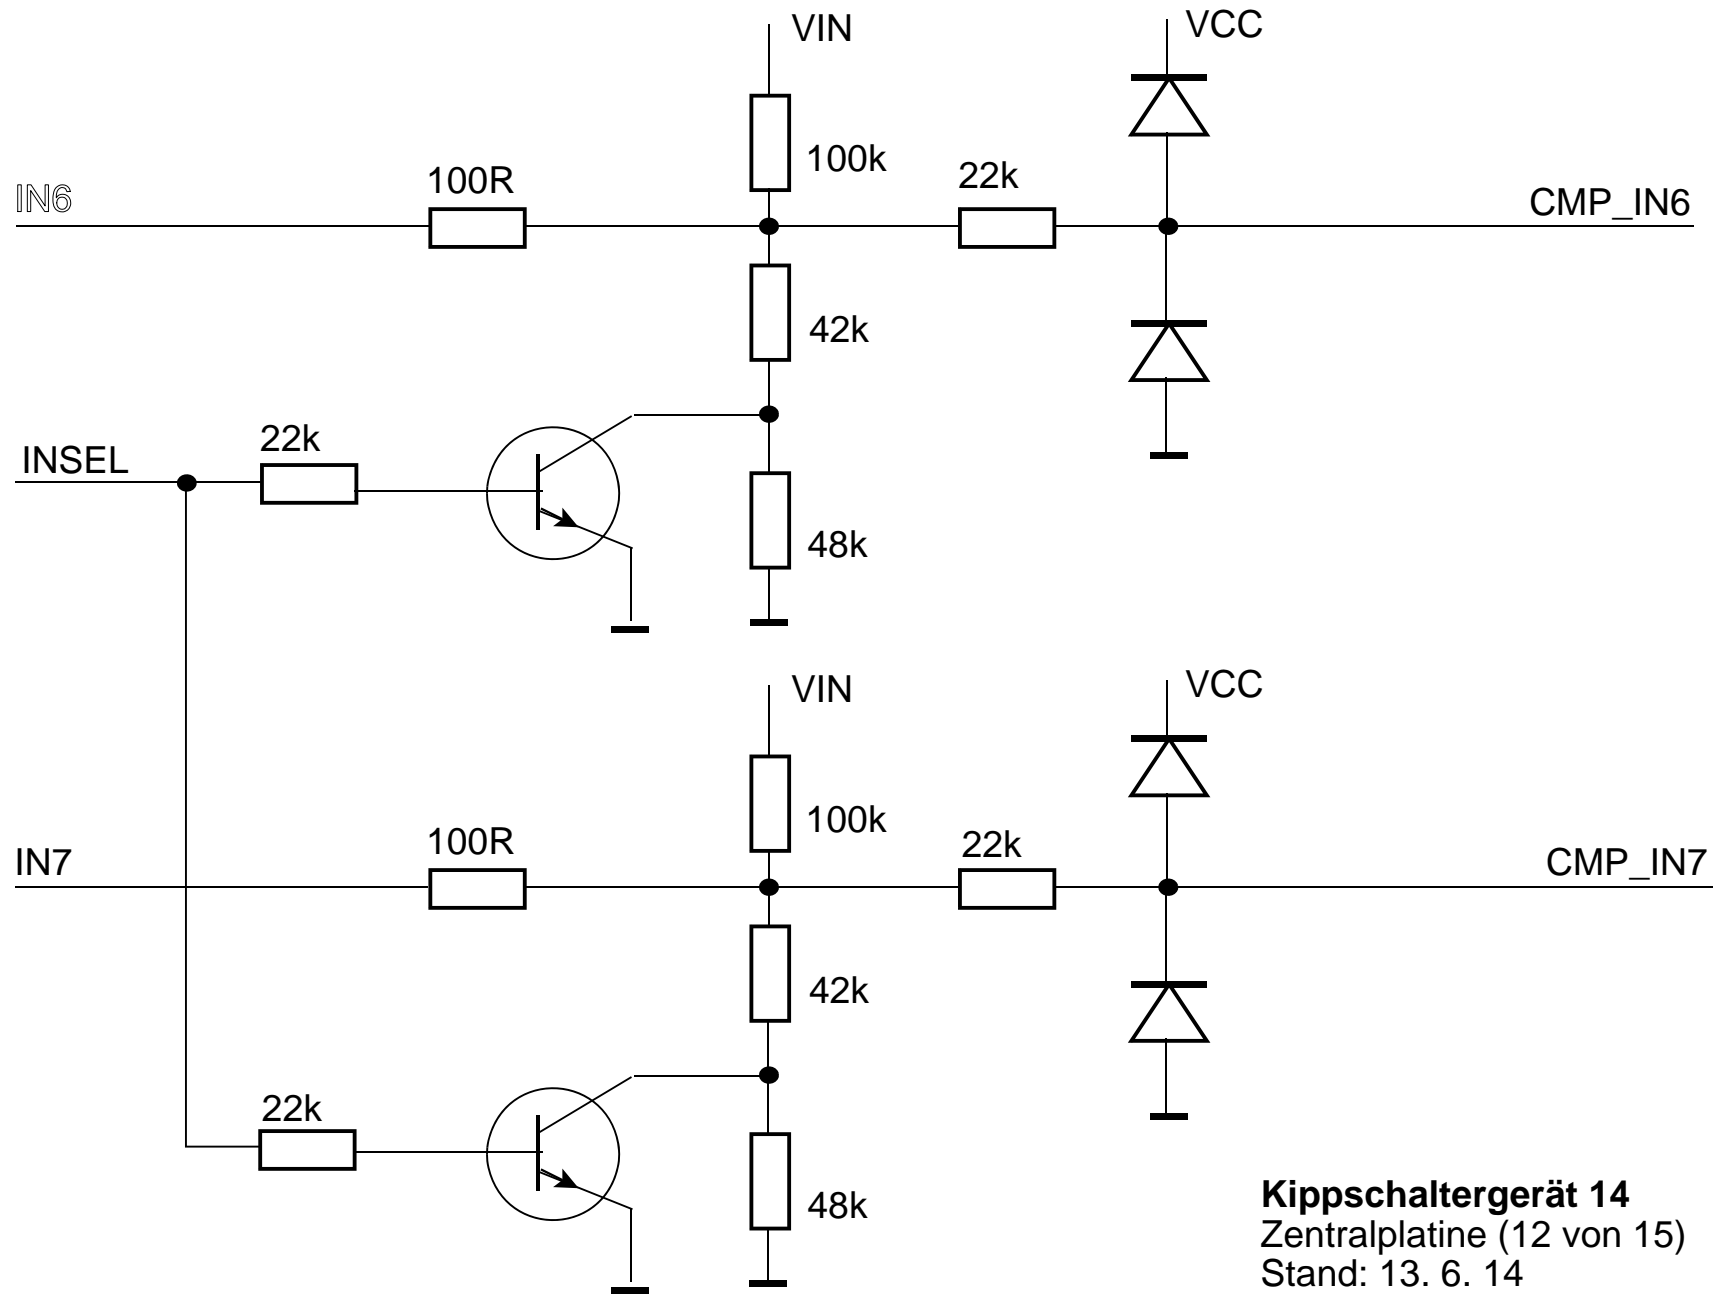 VIN
VCC
100k
100R
22k
IN6
CMP_IN6
42k
22k
INSEL
48k
VIN
VCC
100k
100R
22k
IN7
CMP_IN7
42k
22k
48k
Kippschaltergerät 14
Zentralplatine (12 von 15)
Stand: 13. 6. 14